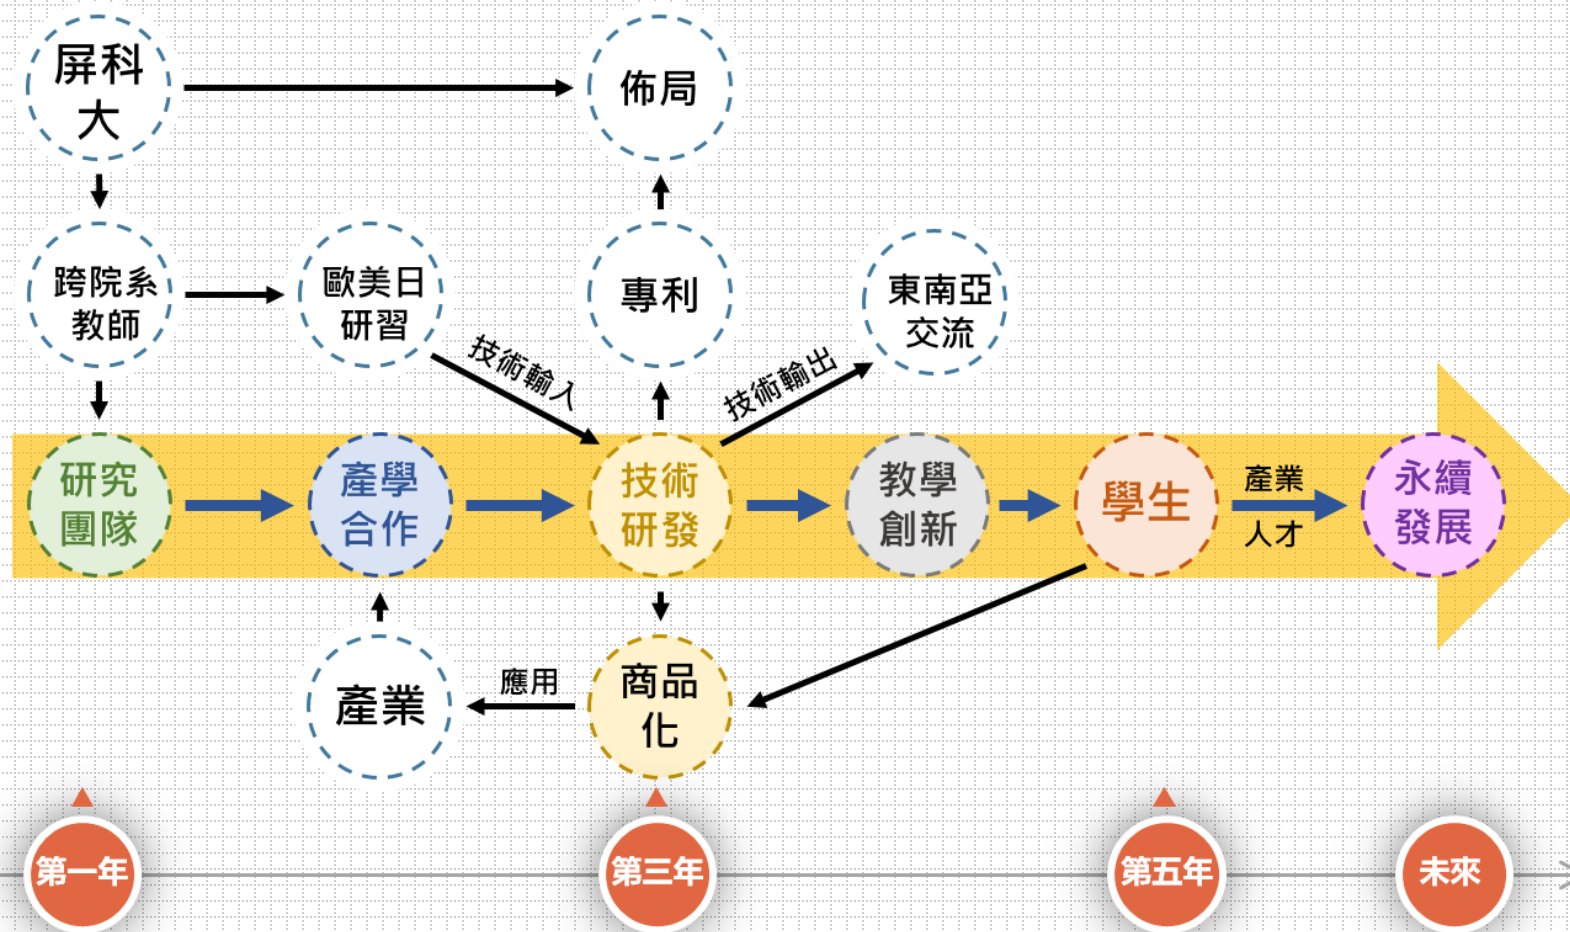 屏科
大
佈局
跨院系
教師
歐美日
研習
專利
東南亞
交流
技術輸入
技術輸出
研究
團隊
產學
合作
技術
研發
教學
創新
學生
產業
人才
永續
發展
產業
應用
商品
化
第一年
第三年
第五年
未來